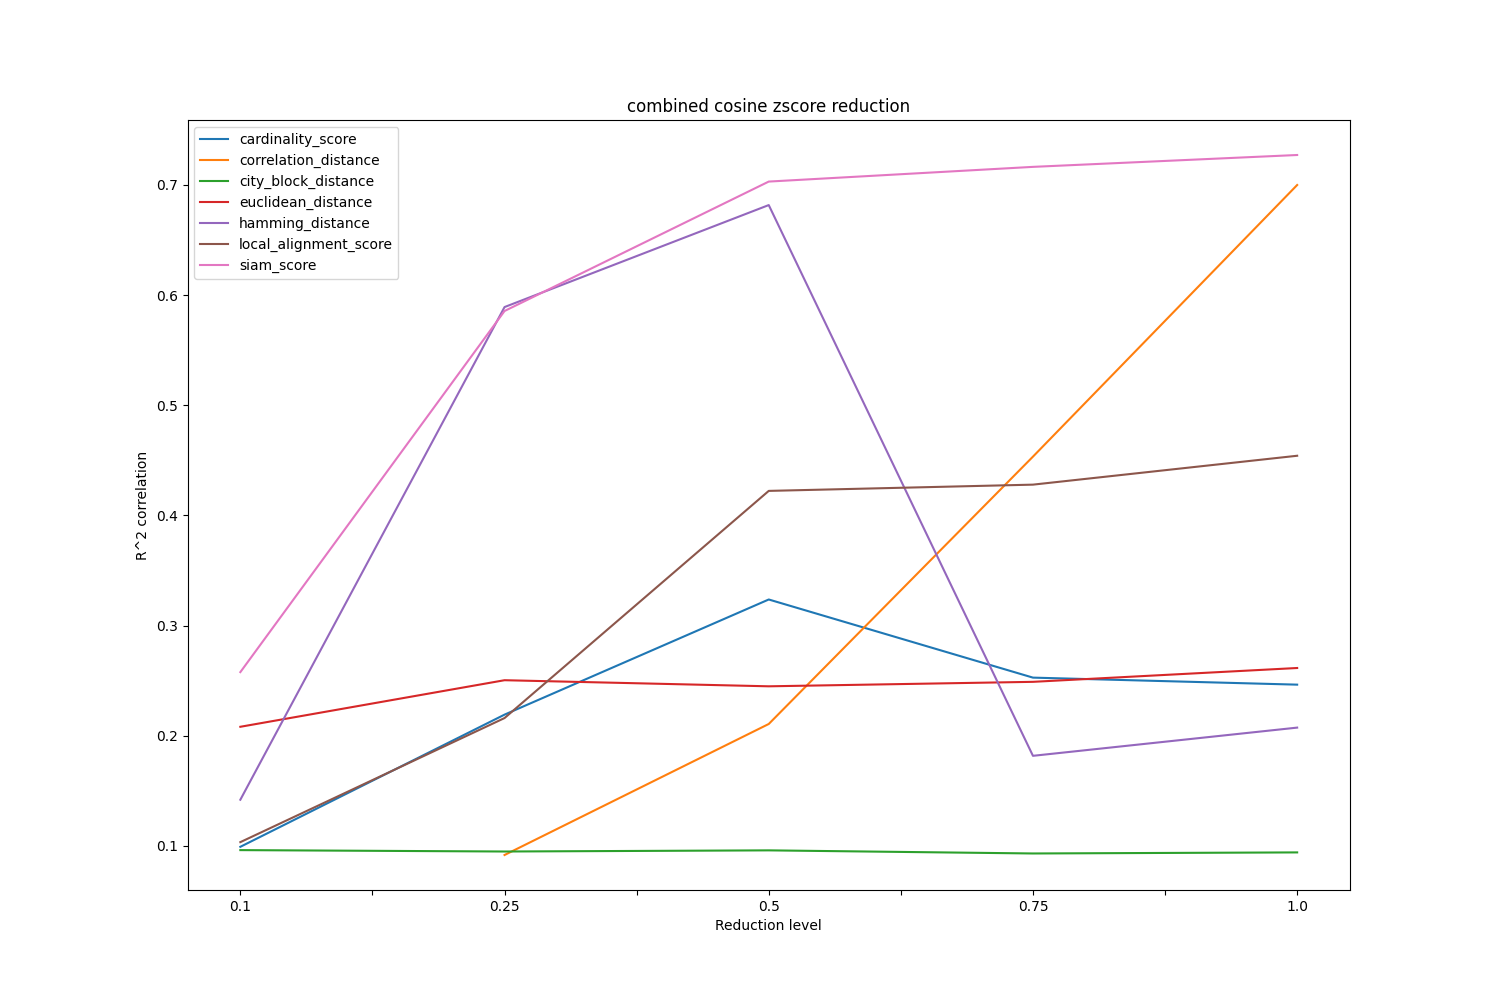 combined cosine zscore reduction
cardinality_score
correlation_distance
city_block_distance
euclidean_distance
hamming_distance
local_alignment_score
siam_score
0.7
0.6
0.5
0.4
0.3
0.2
0.1
R^2 correlation
0.1 0.25 0.5 0.75 1.0
Reduction level